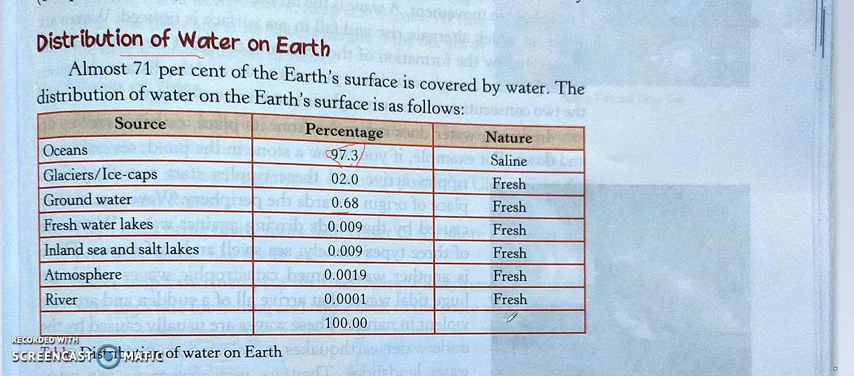 Distribution of Water on Earth
Almost 71 per cent of the Earth's surface is covered by water. The
distribution of water on the Earth's surface is as follows:
Source Percentage Nature
Oceans 97.3 Saline
Glaciers/Ice-caps 02.0 Fresh
Ground water 0.68 Fresh
Fresh water lakes 0.009 Fresh
Inland sea and salt lakes 0.009 Fresh
Atmosphere 0.0019 Fresh
River 0.0001 Fresh
100.00
Distribution of water on Earth
RECORDED WITH
SCREENCAST MATIC